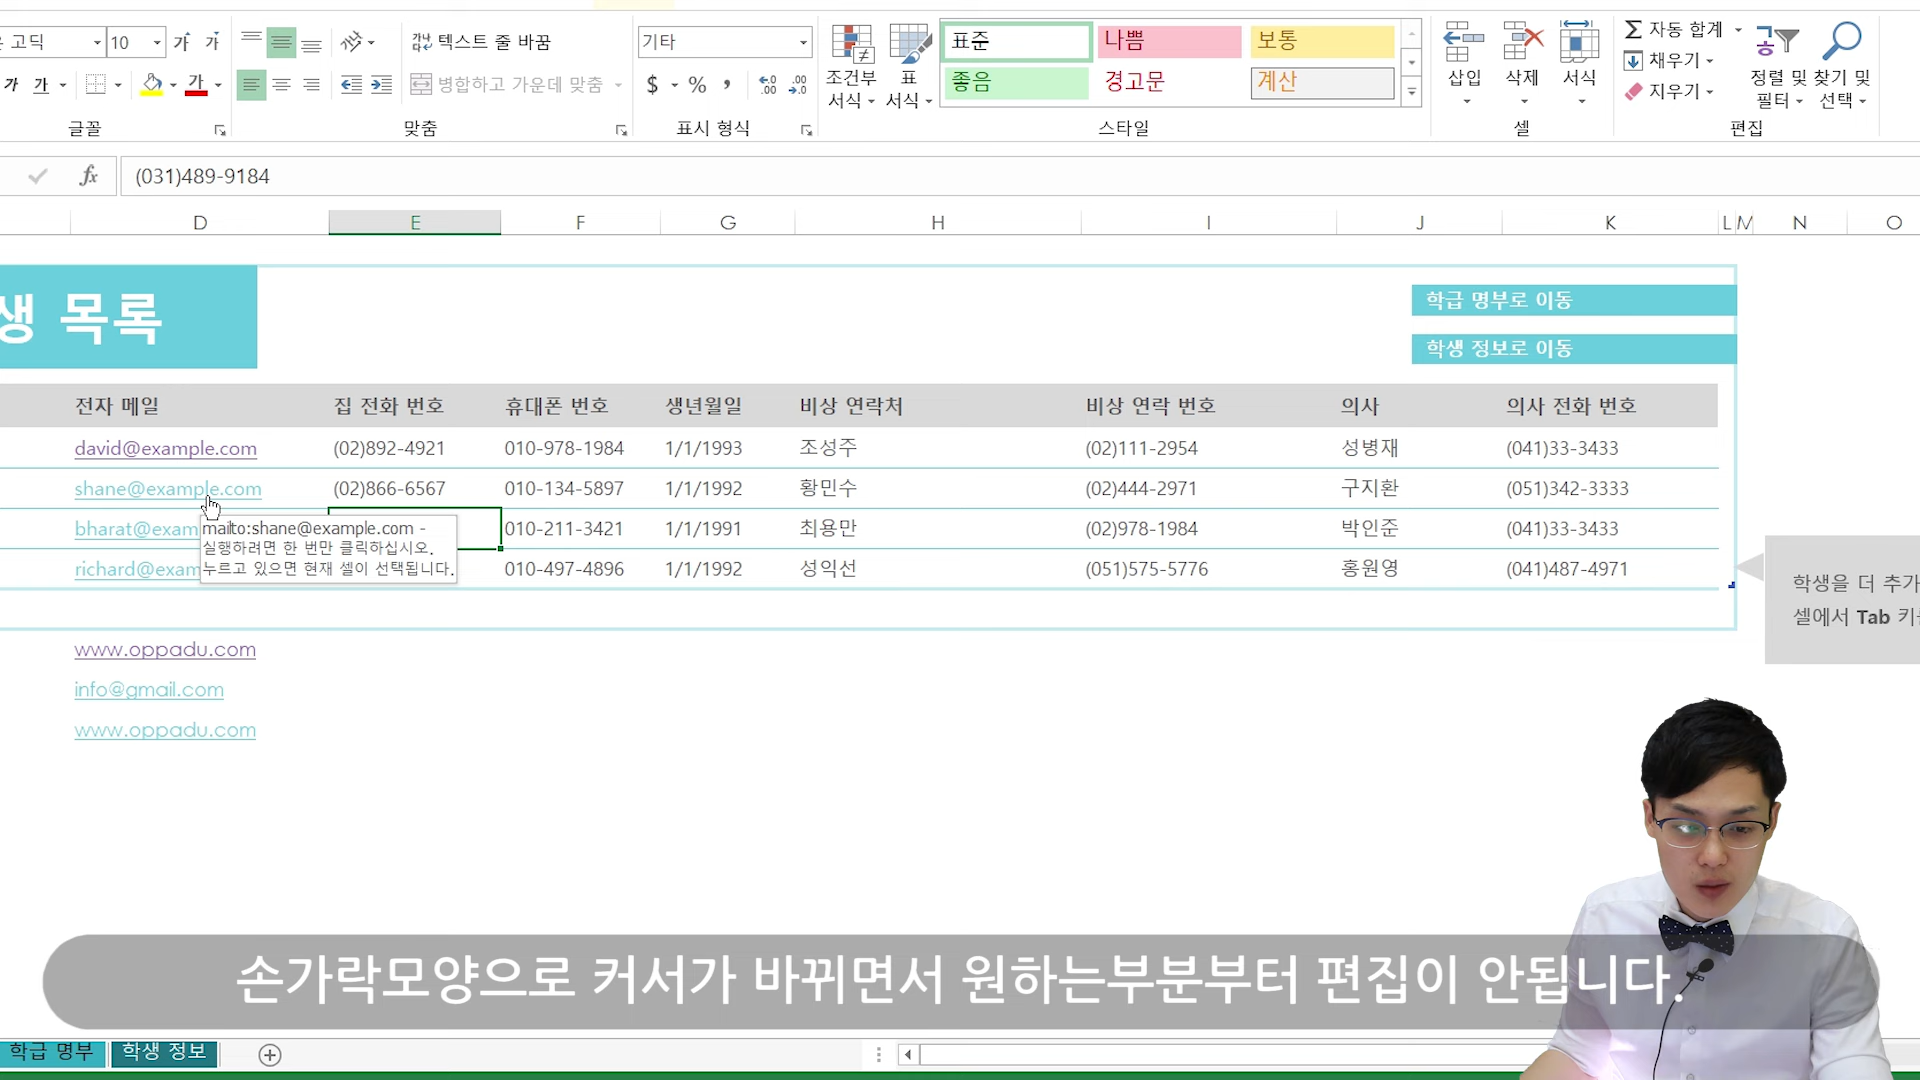 고딕
10
가
가
가
가
가
글꼴
텍스트 줄 바꿈
병합하고 가운데 맞춤
맞춤
기타
$ % ,
표시 형식
조건부
서식
표
서식
표준
나쁨
보통
좋음
경고문
계산
스타일
삽입
삭제
서식
셀
자동 합계
채우기
지우기
정렬 및
필터
찾기 및
선택
편집
fx (031)489-9184
D E F G H I J K L M N O
생 목록
학급 명부로 이동
학생 정보로 이동
전자 메일 집 전화 번호 휴대폰 번호 생년월일 비상 연락처 비상 연락 번호 의사 의사 전화 번호
david@example.com (02)892-4921 010-978-1984 1/1/1993 조성주 (02)111-2954 성병재 (041)33-3433
shane@example.com (02)866-6567 010-134-5897 1/1/1992 황민수 (02)444-2971 구지환 (051)342-3333
bharat@exam 010-211-3421 1/1/1991 최용만 (02)978-1984 박인준 (041)33-3433
richard@exam 010-497-4896 1/1/1992 성익선 (051)575-5776 홍원영 (041)487-4971
mailto:shane@example.com -
실행하려면 한 번만 클릭하십시오.
누르고 있으면 현재 셀이 선택됩니다.
학생을 더 추가
셀에서 Tab 키
www.oppadu.com
info@gmail.com
www.oppadu.com
손가락모양으로 커서가 바뀌면서 원하는부분부터 편집이 안됩니다.
학급 명부
학생 정보